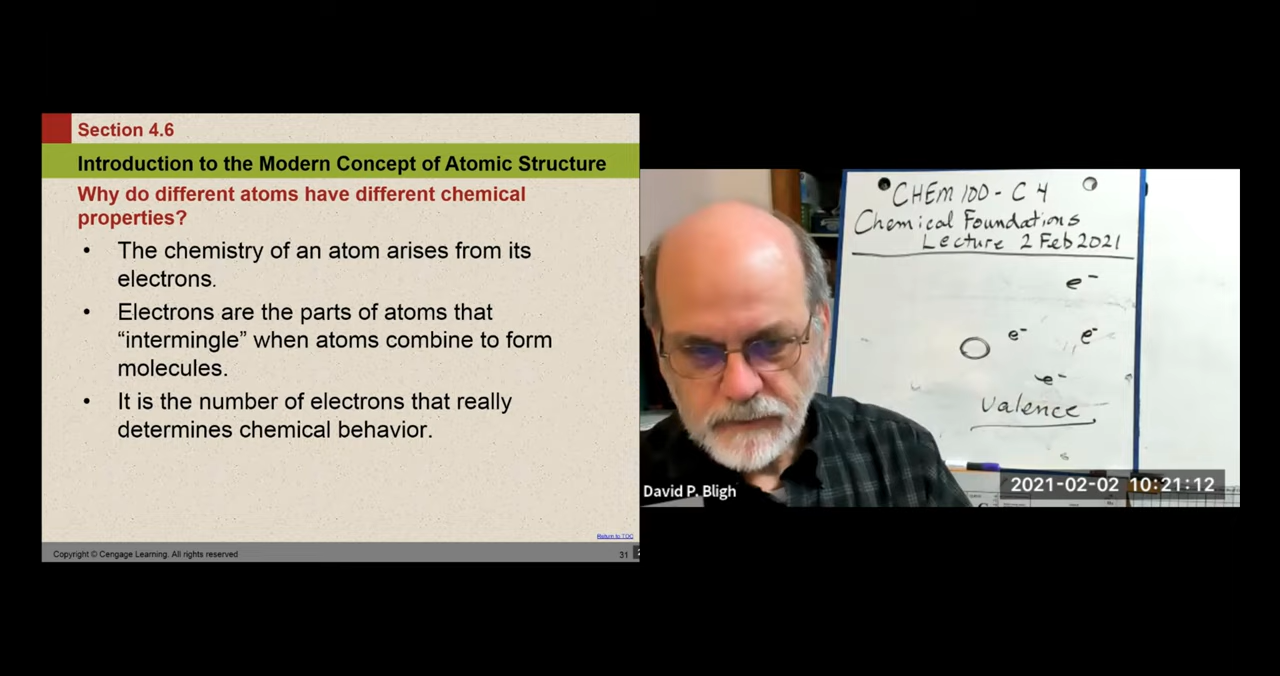 Section 4.6
Introduction to the Modern Concept of Atomic Structure
Why do different atoms have different chemical
properties?
• The chemistry of an atom arises from its
electrons.
• Electrons are the parts of atoms that
“intermingle” when atoms combine to form
molecules.
• It is the number of electrons that really
determines chemical behavior.
Return to TOC
Copyright © Cengage Learning. All rights reserved
31
CHEM 100 - C 4
Chemical Foundations
Lecture 2 Feb 2021
e⁻
e⁻ e⁻
e⁻
Valence
David P. Bligh
2021-02-02 10:21:12